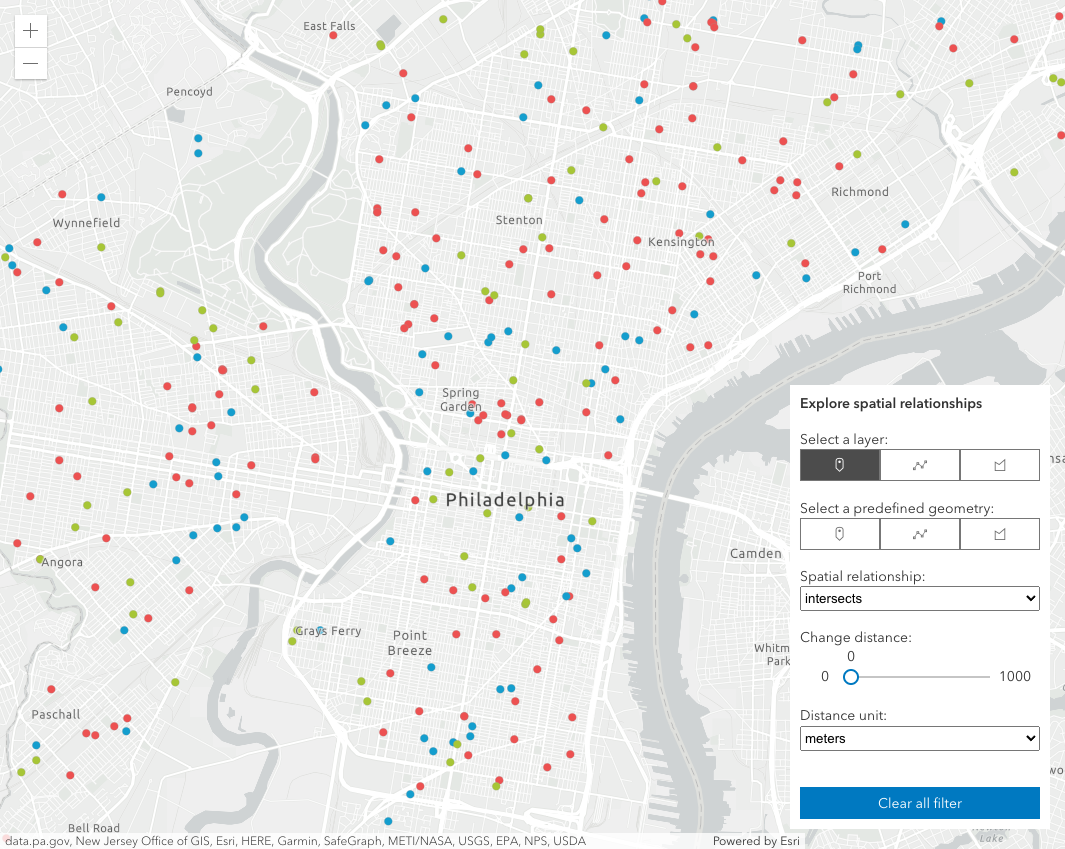 East Falls
Pencoyd
Wynnefield
Stenton
Richmond
Kensington
Port
Richmond
Spring
Garden
Philadelphia
Camden
Angora
Grays Ferry
Point
Breeze
Whitm
Park
Paschall
Bell Road
Lake
Explore spatial relationships
Select a layer:
Select a predefined geometry:
Spatial relationship:
intersects
Change distance:
0
0
1000
Distance unit:
meters
Clear all filter
data.pa.gov, New Jersey Office of GIS, Esri, HERE, Garmin, SafeGraph, METI/NASA, USGS, EPA, NPS, USDA
Powered by Esri